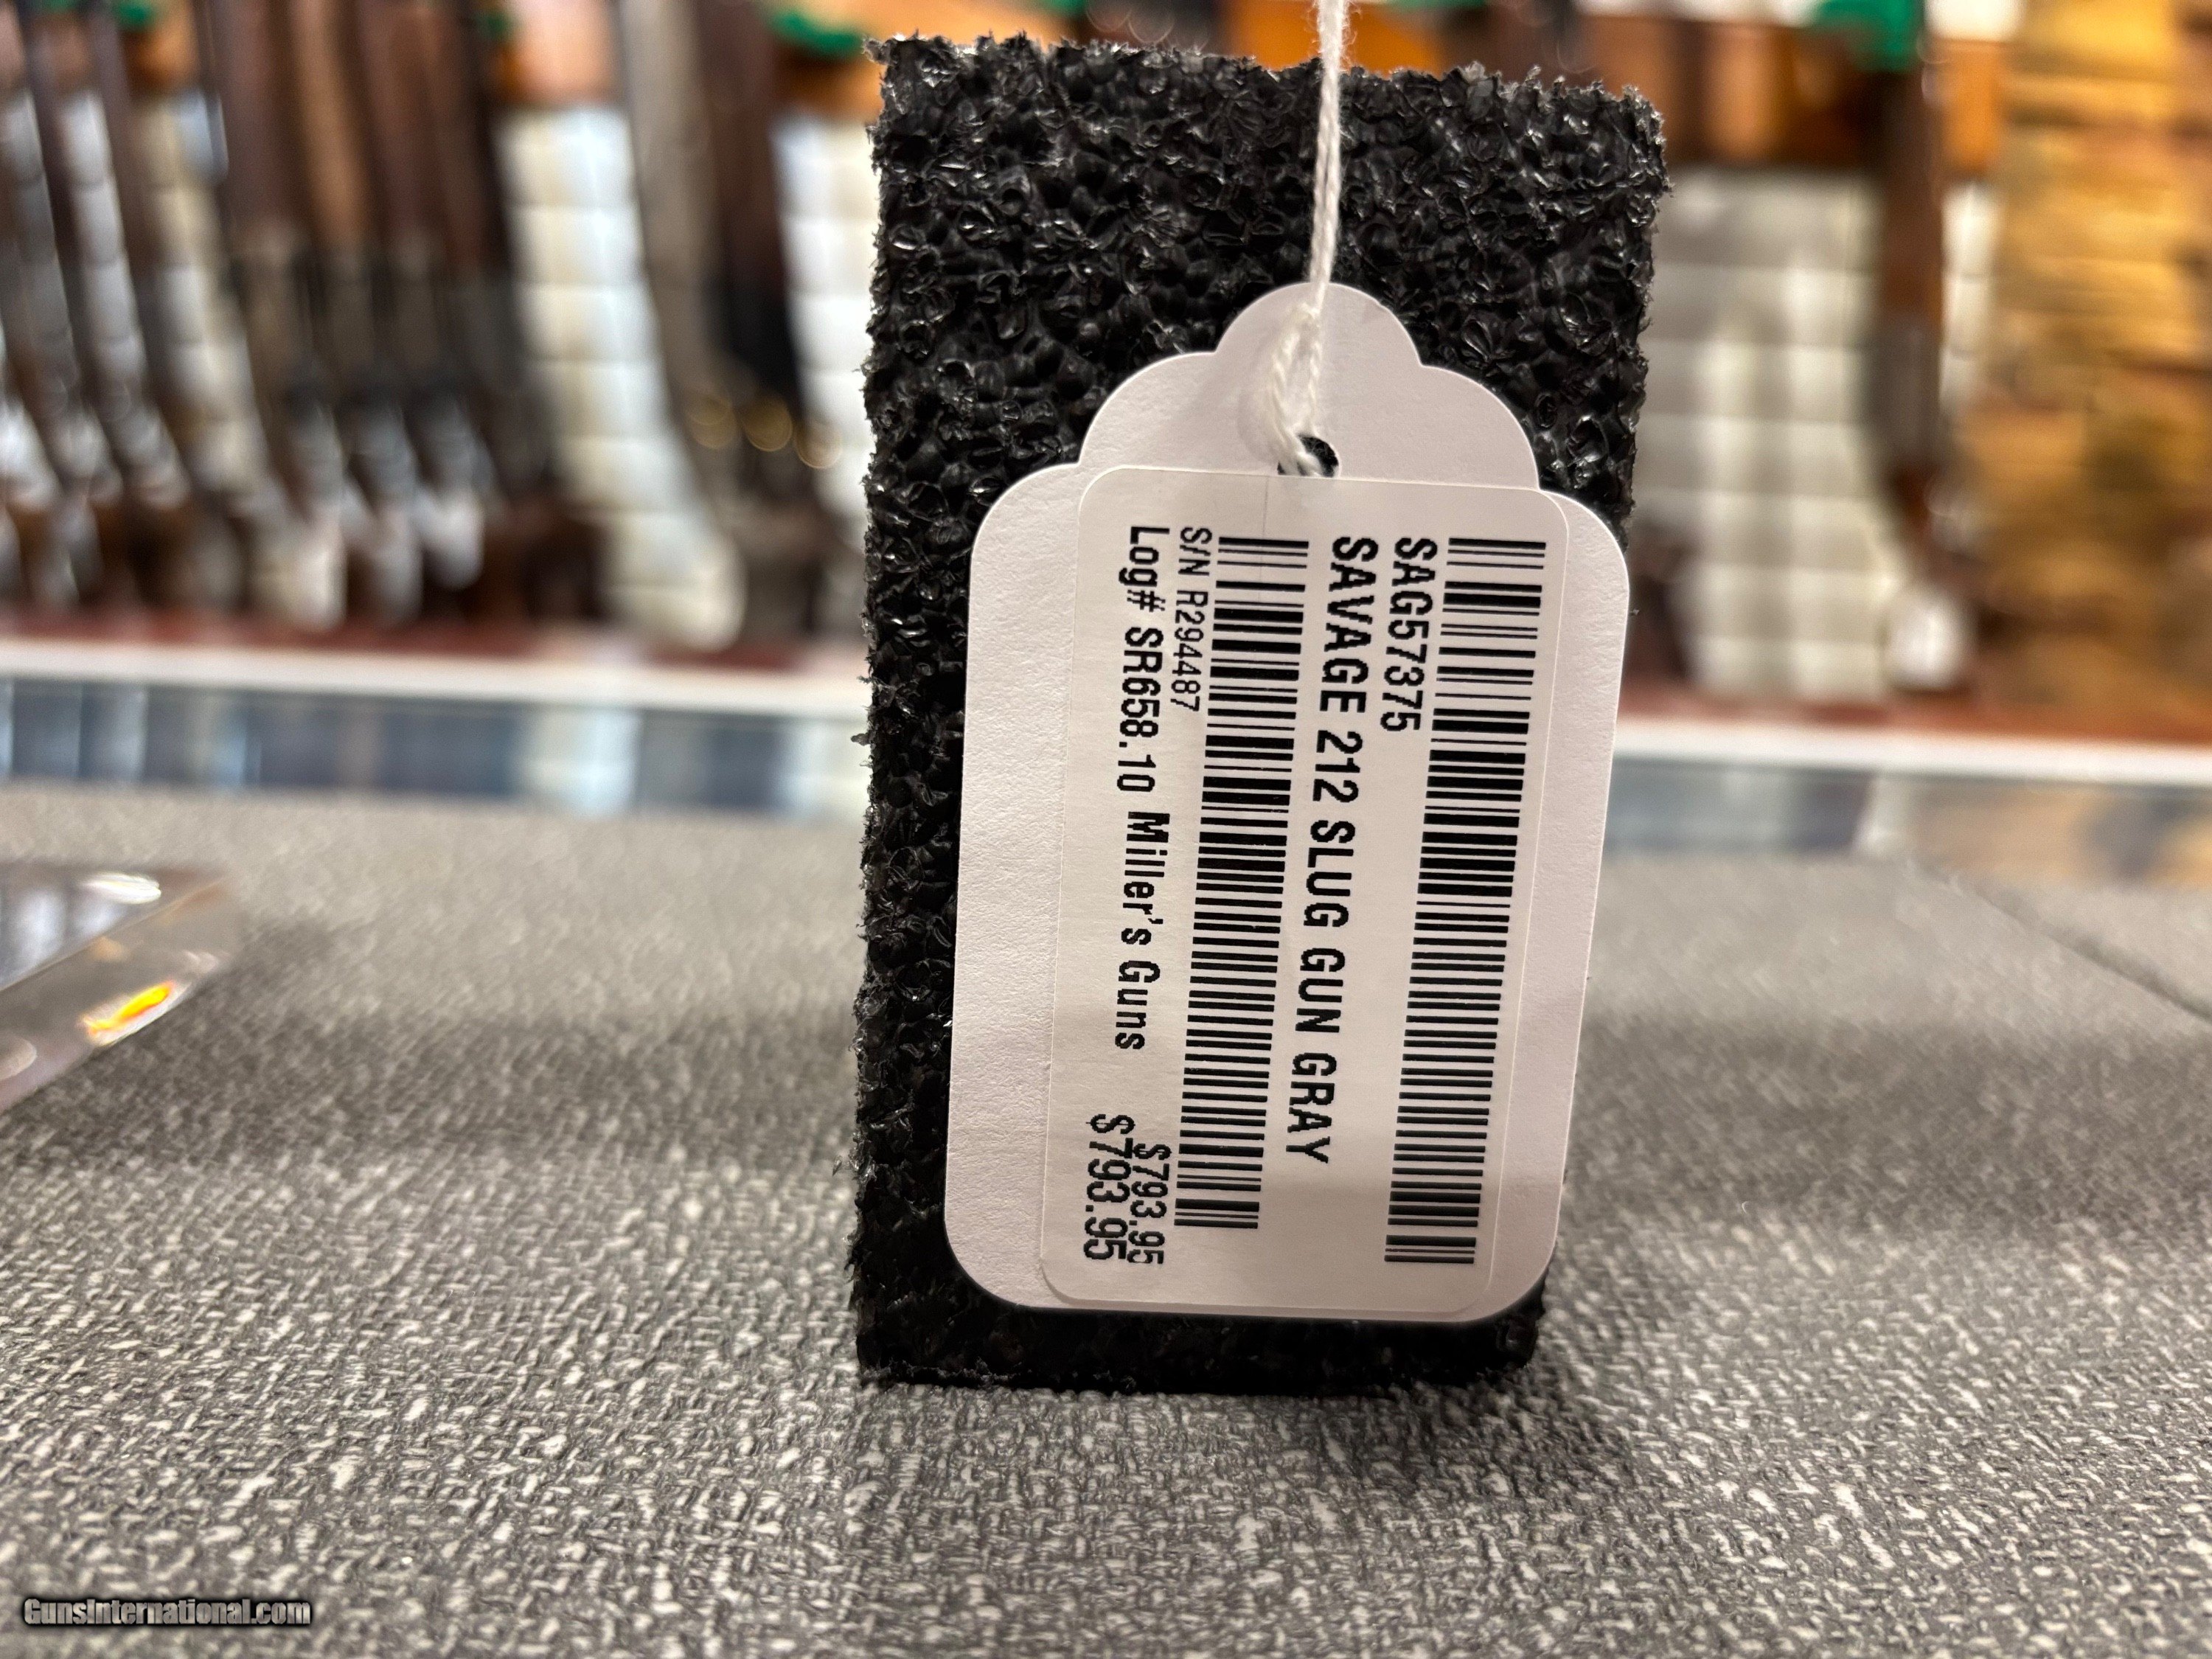 SAG57375
SAVAGE 212 SLUG GUN GRAY
S/N R294487 $793.95
Log# SR658.10 Miller's Guns $793.95
GunsInternational.com